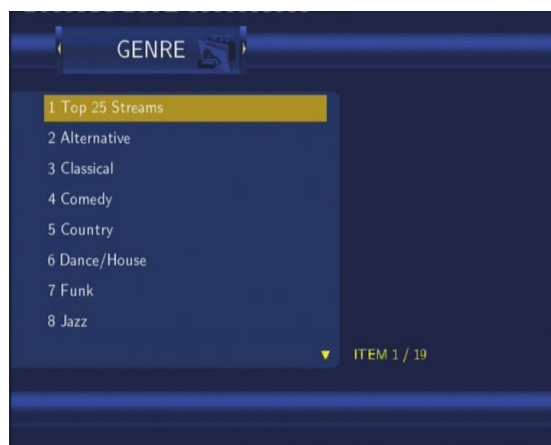 GENRE
1 Top 25 Streams
2 Alternative
3 Classical
4 Comedy
5 Country
6 Dance/House
7 Funk
8 Jazz
ITEM 1 / 19